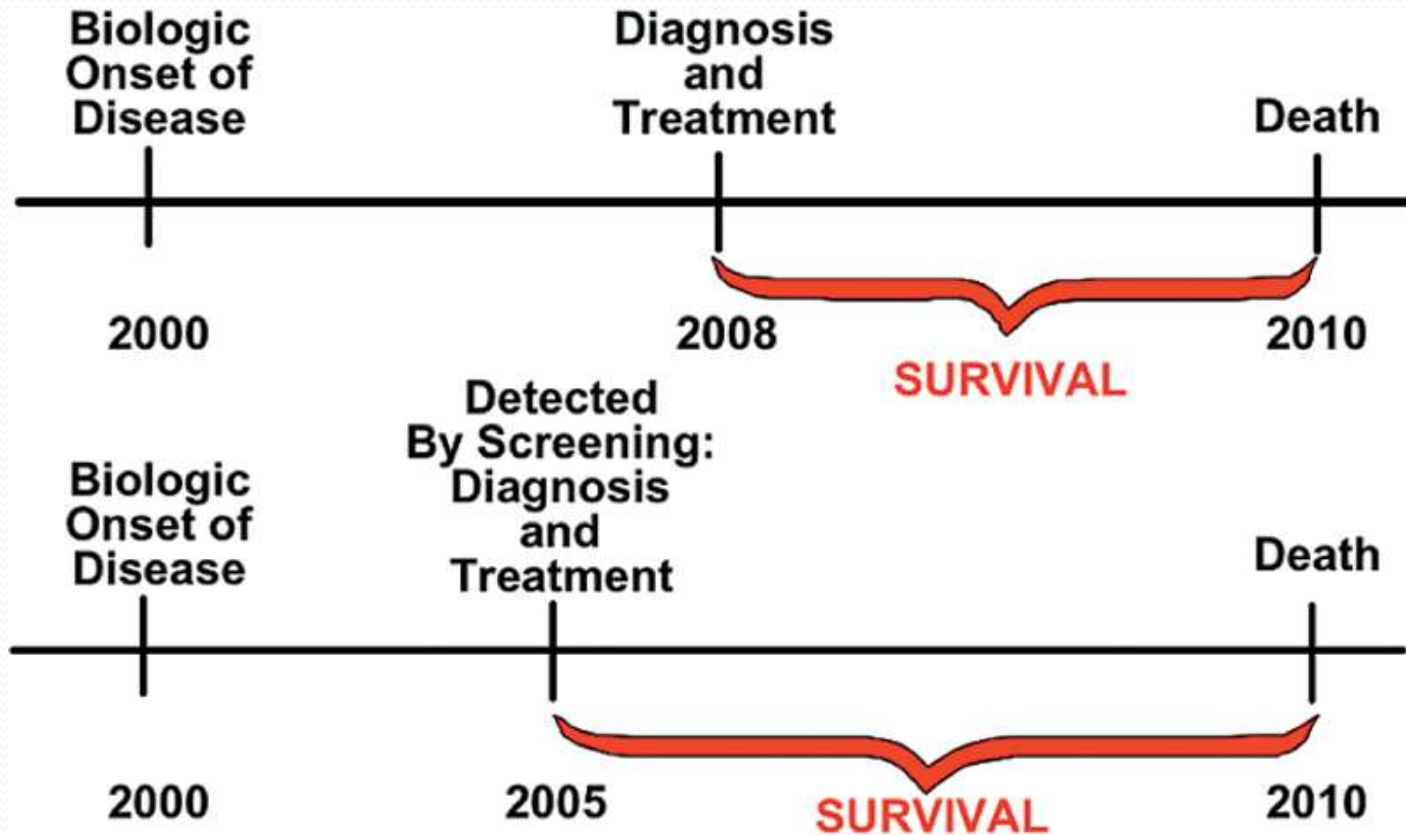 Biologic
Onset of
Disease
Diagnosis
and
Treatment
Death
2000
2008
2010
SURVIVAL
Detected
By Screening:
Diagnosis
and
Treatment
Biologic
Onset of
Disease
Death
2000
2005
2010
SURVIVAL